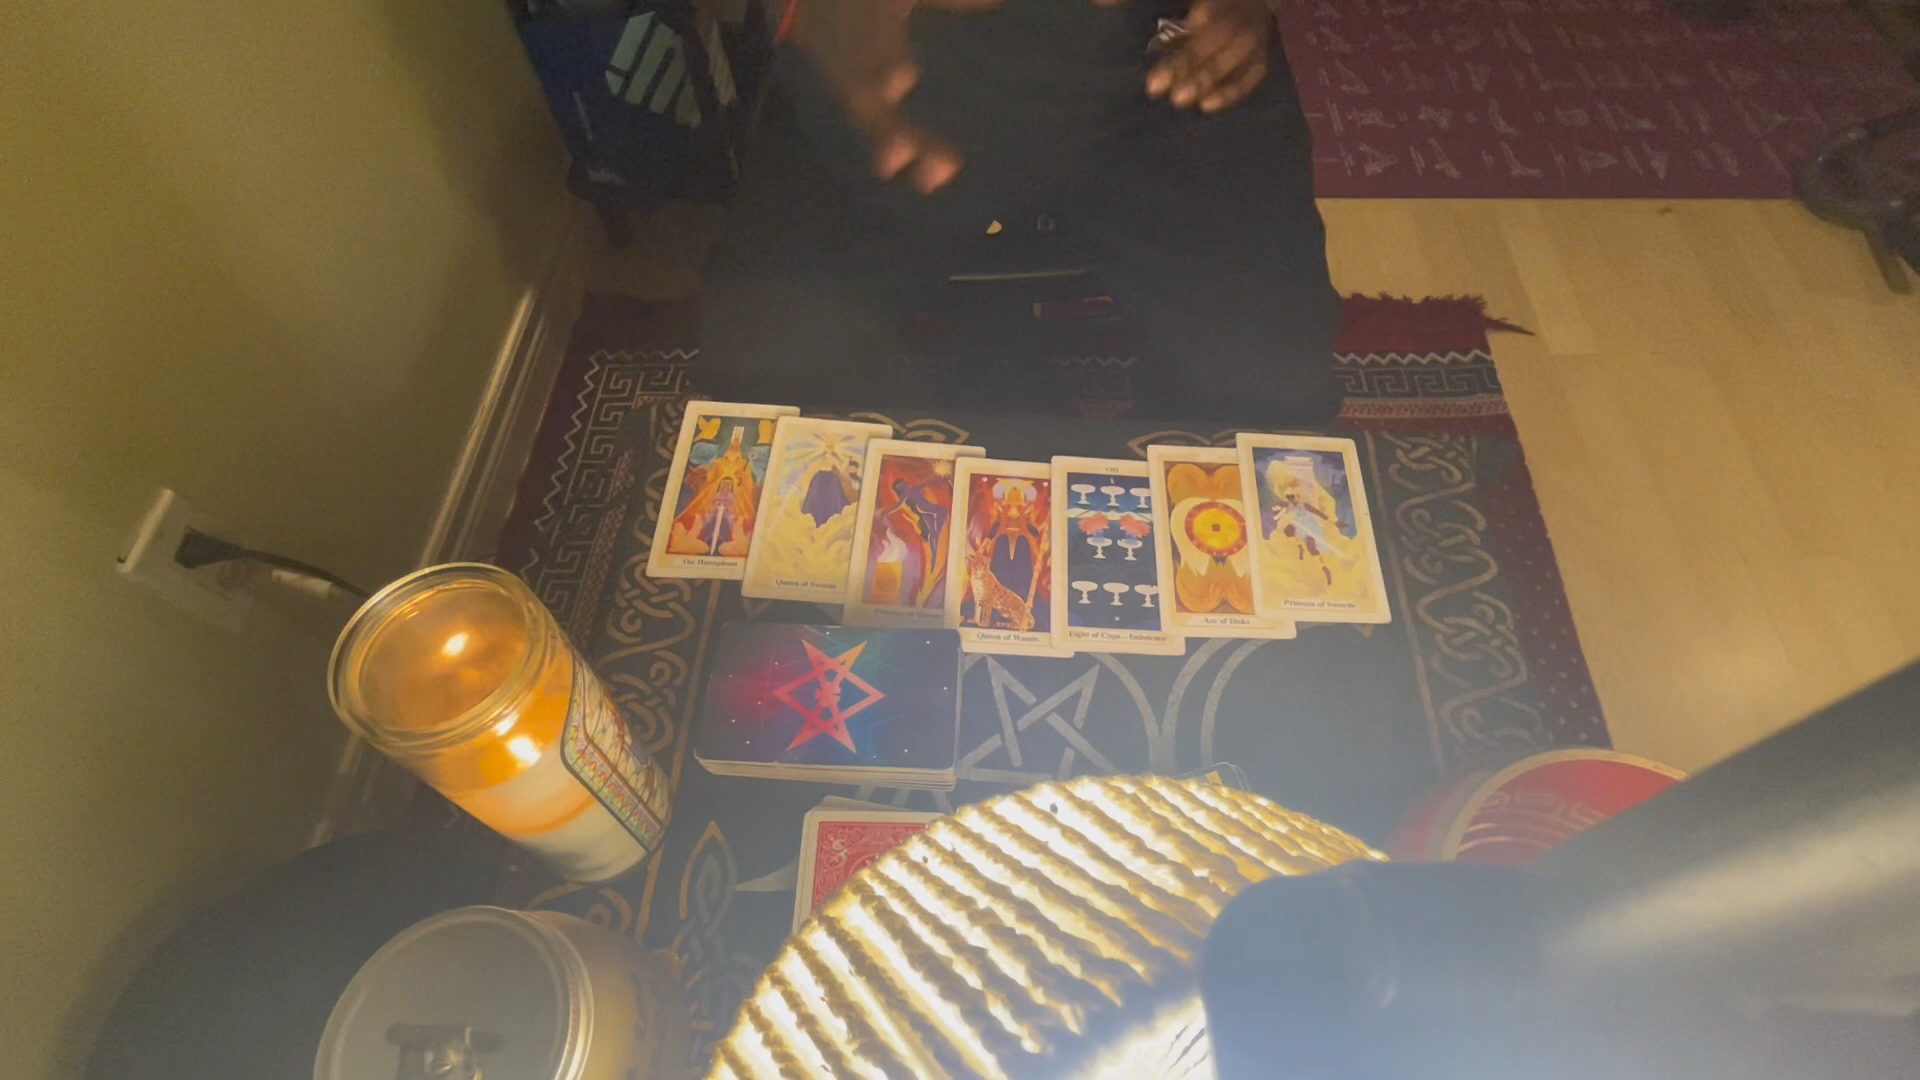 The Hierophant
Queen of Swords
Queen of Wands
VIII
Eight of Cups – Indolence
Ace of Disks
Princess of Swords